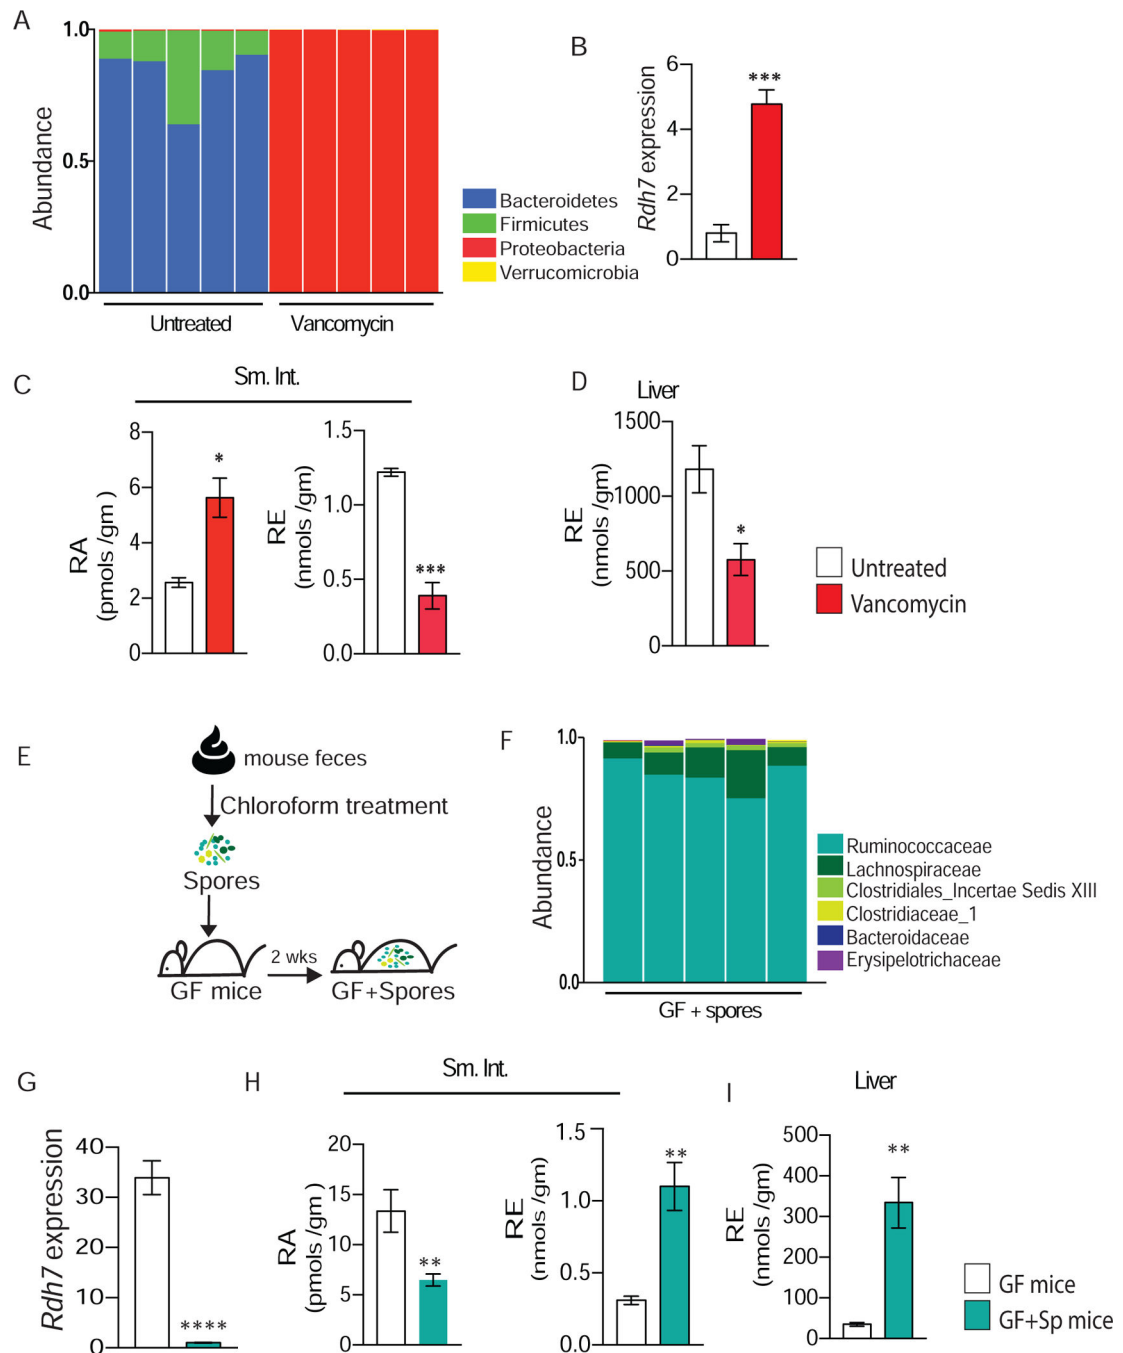 A
1.0
0.5
0.0
Abundance
Untreated
Vancomycin
Bacteroidetes
Firmicutes
Proteobacteria
Verrucomicrobia
B
Rdh7 expression
6
4
2
0
***
C
Sm. Int.
RA
(pmols /gm )
8
6
4
2
0
*
RE
(nmols /gm)
1.5
1.0
0.5
0.0
***
D
Liver
RE
(nmols /gm)
1500
1000
500
0
*
Untreated
Vancomycin
E
mouse feces
Chloroform treatment
Spores
2 wks
GF mice
GF+Spores
F
Abundance
1.0
0.5
0.0
GF + spores
Ruminococcaceae
Lachnospiraceae
Clostridiales_Incertae Sedis XIII
Clostridiaceae_1
Bacteroidaceae
Erysipelotrichaceae
G
Rdh7 expression
40
30
20
10
0
****
H
Sm. Int.
RA
(pmols /gm )
20
15
10
5
0
**
RE
(nmols /gm)
1.5
1.0
0.5
0.0
**
I
Liver
RE
(nmols /gm)
500
400
300
200
100
0
**
GF mice
GF+Sp mice